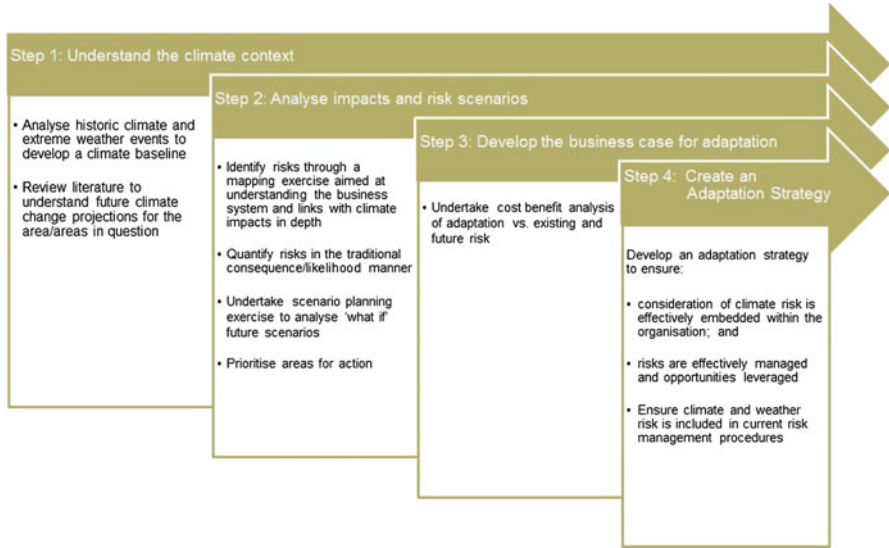 Step 1: Understand the climate context
• Analyse historic climate and
extreme weather events to
develop a climate baseline
• Review literature to
understand future climate
change projections for the
area/areas in question
Step 2: Analyse impacts and risk scenarios
• Identify risks through a
mapping exercise aimed at
understanding the business
system and links with climate
impacts in depth
• Quantify risks in the traditional
consequence/likelihood manner
• Undertake scenario planning
exercise to analyse ‘what if’
future scenarios
• Prioritise areas for action
Step 3: Develop the business case for adaptation
• Undertake cost benefit analysis
of adaptation vs. existing and
future risk
Step 4: Create an
Adaptation Strategy
Develop an adaptation strategy
to ensure:
• consideration of climate risk is
effectively embedded within the
organisation; and
• risks are effectively managed
and opportunities leveraged
• Ensure climate and weather
risk is included in current risk
management procedures